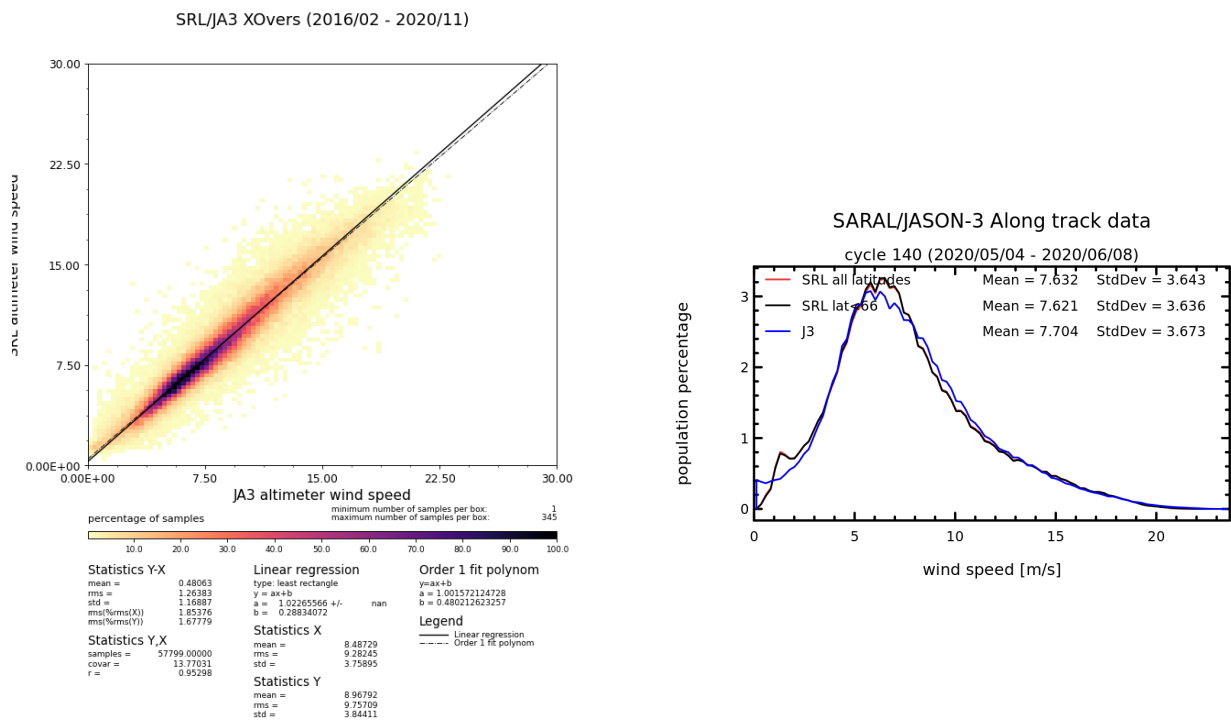 SRL/JA3 XOvers (2016/02 - 2020/11)
30.00
22.50
15.00
7.50
0.00E+00
SRL altimeter wind speed
0.00E+00 7.50 15.00 22.50 30.00
JA3 altimeter wind speed
minimum number of samples per box: 1
percentage of samples maximum number of samples per box: 345
10.0 20.0 30.0 40.0 50.0 60.0 70.0 80.0 90.0 100.0
Statistics Y-X
mean = 0.48063
rms = 1.26383
std = 1.16887
rms(%rms(X)) 1.85376
rms(%rms(Y)) 1.67779
Statistics Y,X
samples = 57799.00000
covar = 13.77031
r = 0.95298
Linear regression
type: least rectangle
y = ax+b
a = 1.02265566 +/- nan
b = 0.28834072
Statistics X
mean = 8.48729
rms = 9.28245
std = 3.75895
Statistics Y
mean = 8.96792
rms = 9.75709
std = 3.84411
Order 1 fit polynom
y=ax+b
a = 1.001572124728
b = 0.480212623257
Legend
Linear regression
Order 1 fit polynom
SARAL/JASON-3 Along track data
cycle 140 (2020/05/04 - 2020/06/08)
SRL all latitudes Mean = 7.632 StdDev = 3.643
SRL lat<66 Mean = 7.621 StdDev = 3.636
J3 Mean = 7.704 StdDev = 3.673
3
2
1
0
population percentage
0 5 10 15 20
wind speed [m/s]